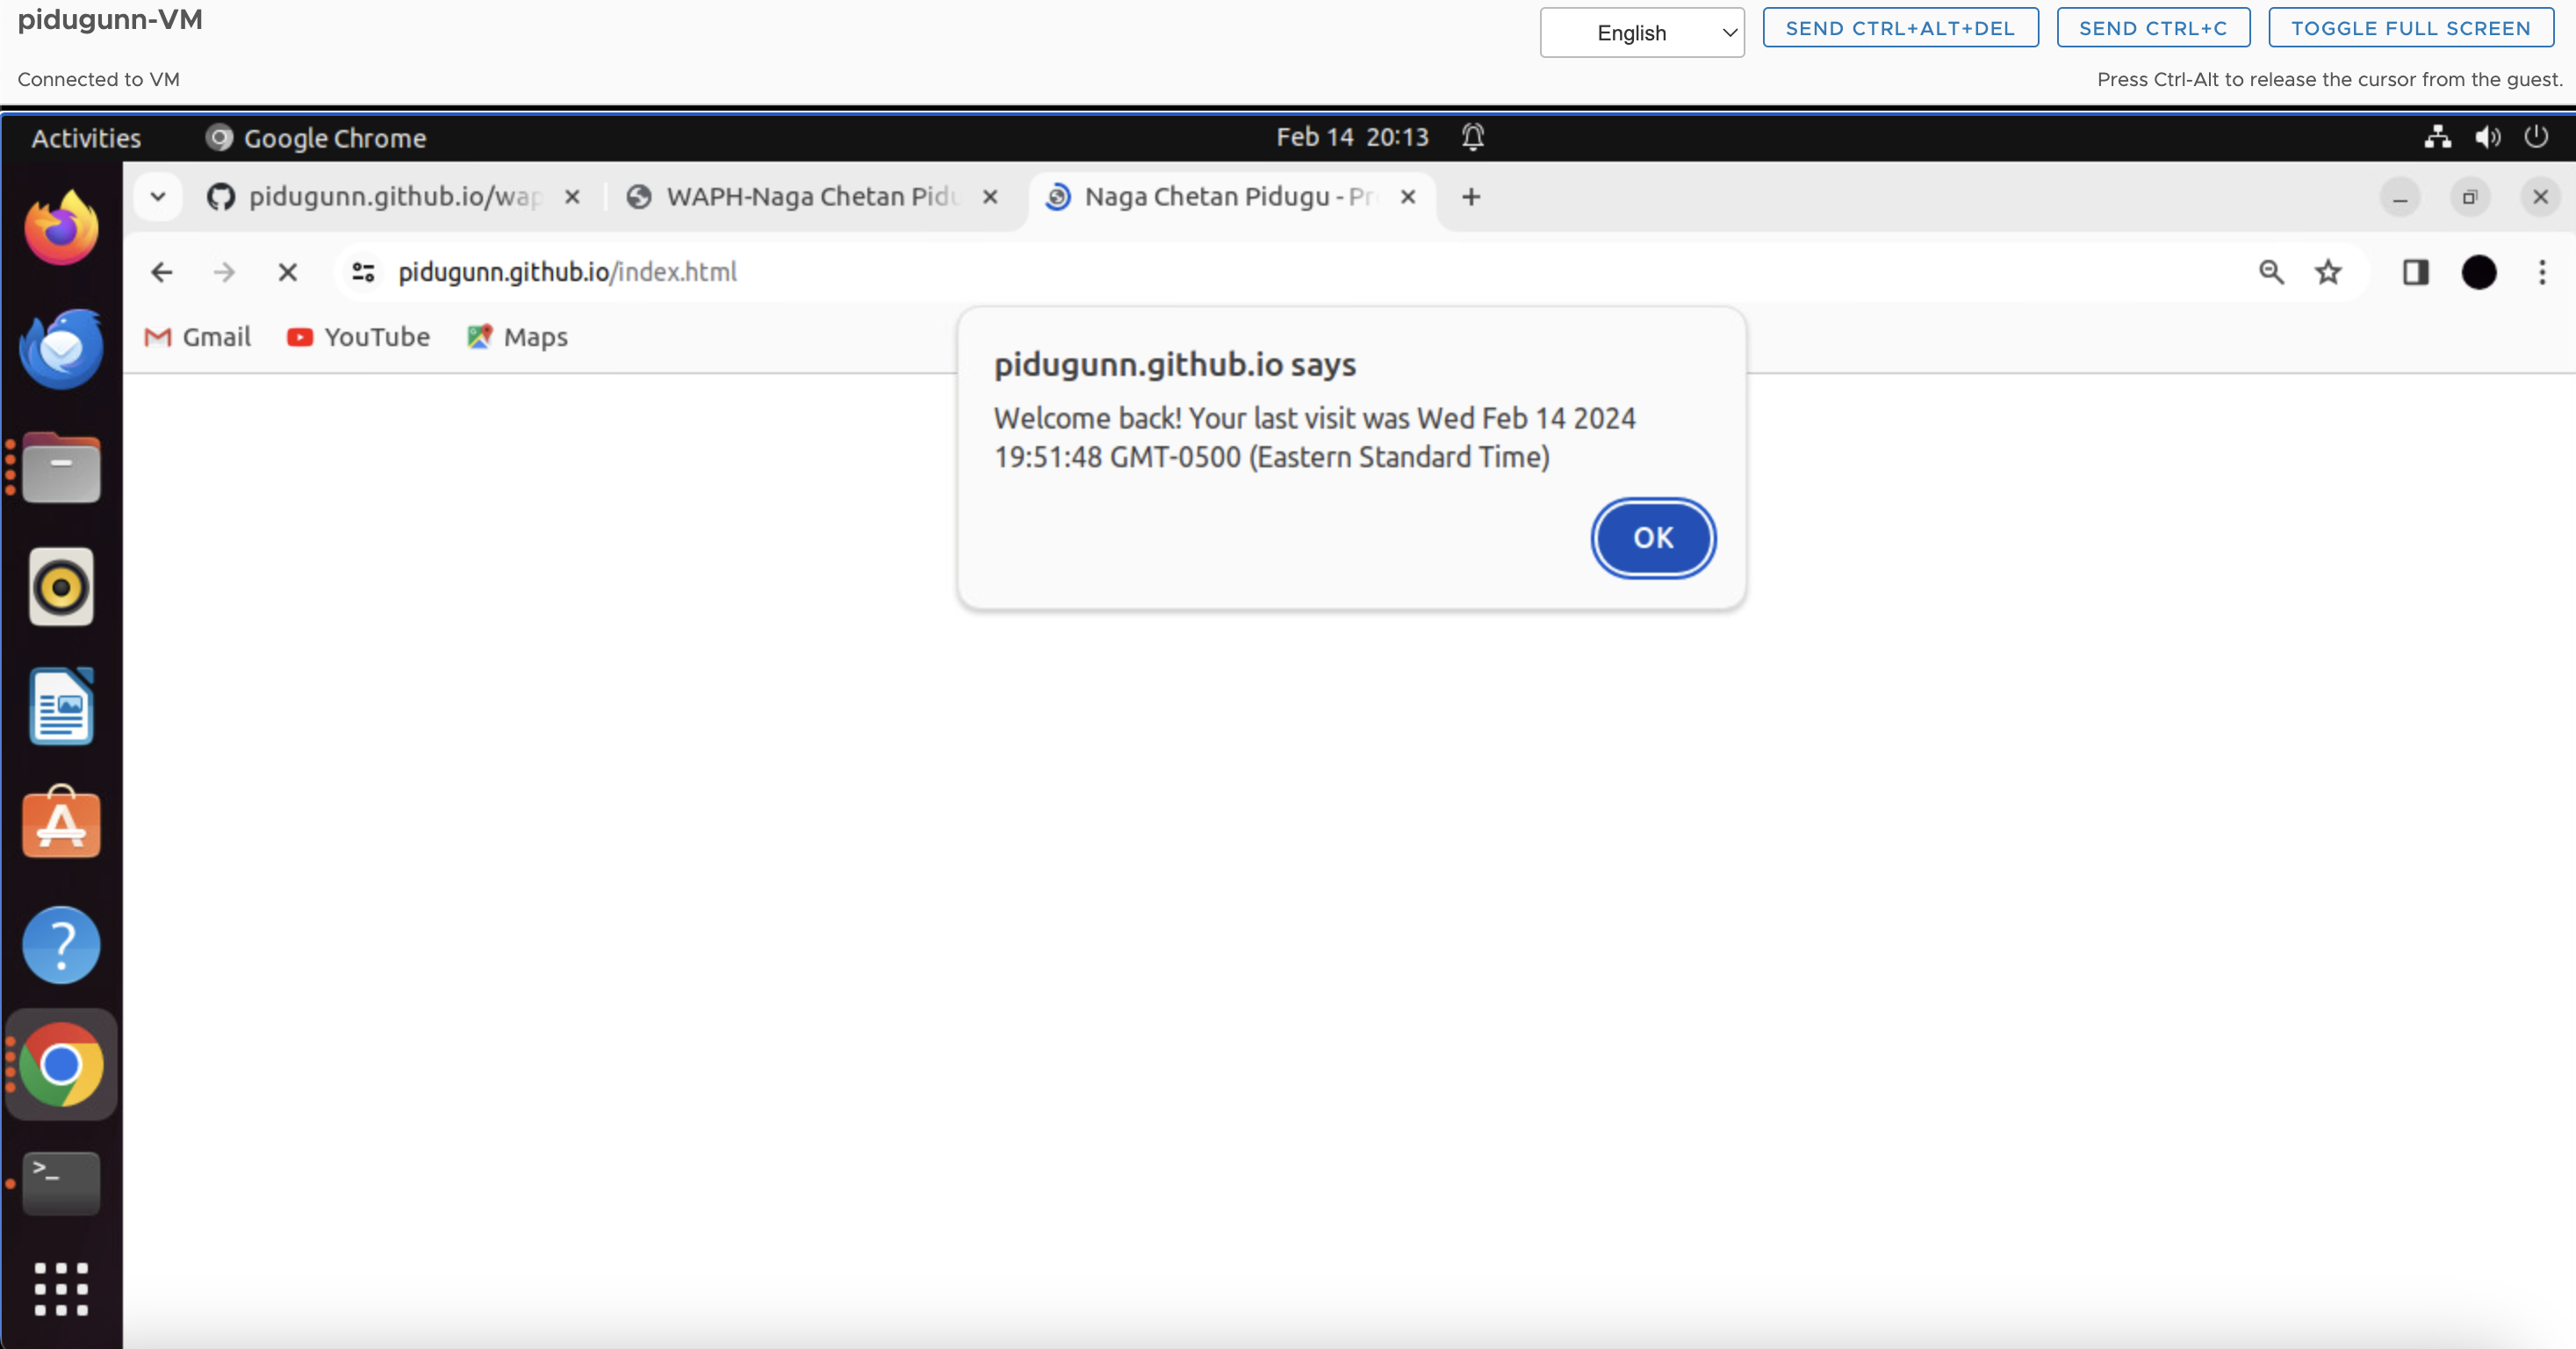 pidugunn-VM
English
SEND CTRL+ALT+DEL
SEND CTRL+C
TOGGLE FULL SCREEN
Connected to VM
Press Ctrl-Alt to release the cursor from the guest.
Activities
Google Chrome
Feb 14 20:13
pidugunn.github.io/wap
WAPH-Naga Chetan Pidu
Naga Chetan Pidugu - Pr
pidugunn.github.io/index.html
Gmail
YouTube
Maps
pidugunn.github.io says
Welcome back! Your last visit was Wed Feb 14 2024
19:51:48 GMT-0500 (Eastern Standard Time)
OK